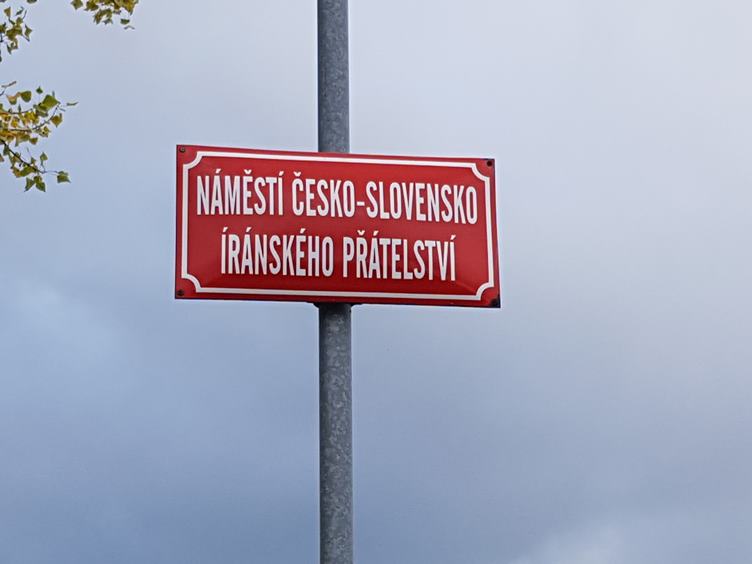 NÁMĚSTÍ ČESKO-SLOVENSKO
ÍRÁNSKÉHO PŘÁTELSTVÍ